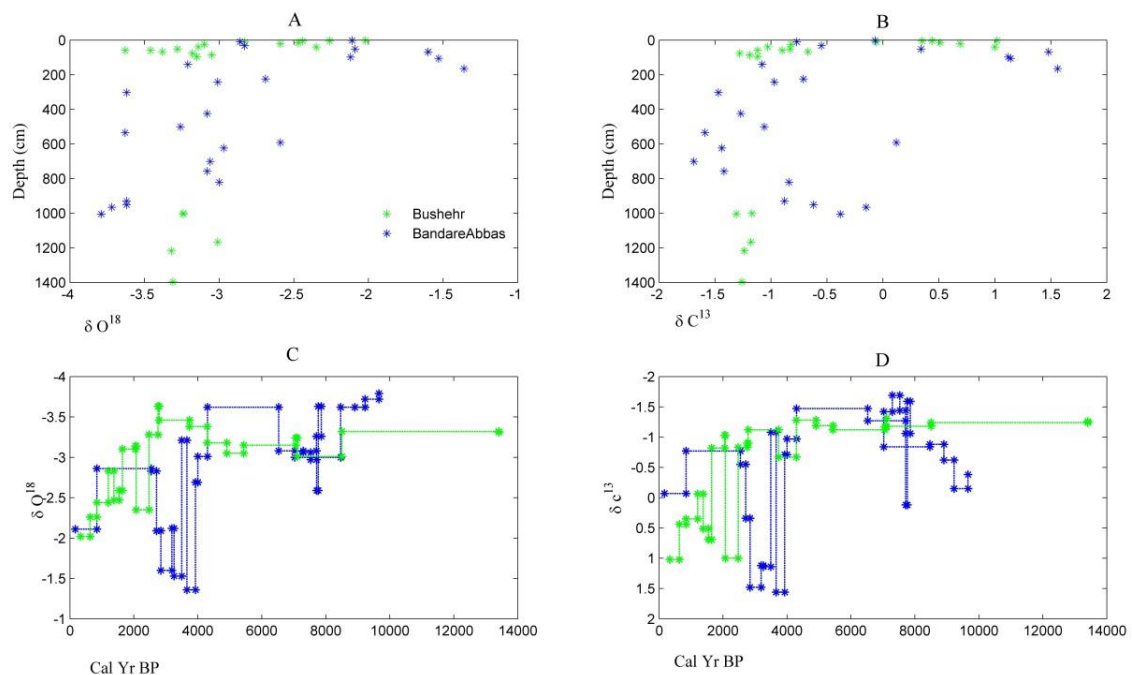 A
B
0
200
400
600
800
1000
1200
1400
Depth (cm)
Bushehr
BandareAbbas
-4 -3.5 -3 -2.5 -2 -1.5 -1
δ O18
0
200
400
600
800
1000
1200
1400
Depth (cm)
-2 -1.5 -1 -0.5 0 0.5 1 1.5 2
δ C13
C
D
-4
-3.5
-3
-2.5
-2
-1.5
-1
δ O18
0 2000 4000 6000 8000 10000 12000 14000
Cal Yr BP
-2
-1.5
-1
-0.5
0
0.5
1
1.5
2
δ c13
0 2000 4000 6000 8000 10000 12000 14000
Cal Yr BP